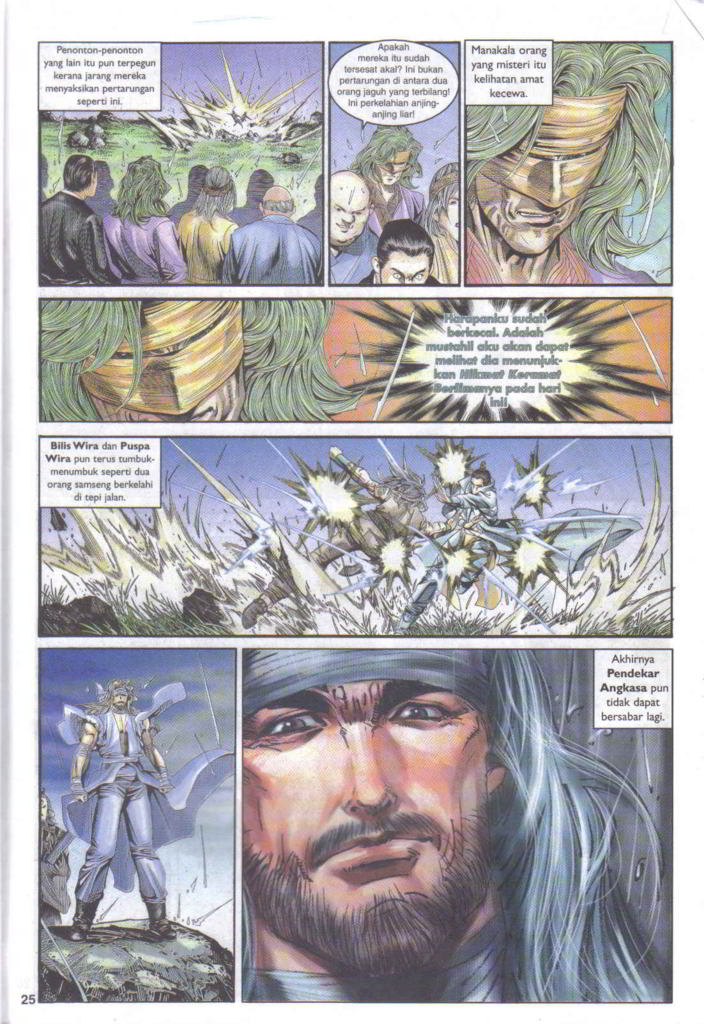 Penonton-penonton
yang lain itu pun terpegun
kerana jarang mereka
menyaksikan pertarungan
seperti ini.
Apakah
mereka itu sudah
tersesat akal? Ini bukan
pertarungan di antara dua
orang jaguh yang terbilang!
Ini perkelahian anjing-
anjing liar!
Manakala orang
yang misteri itu
kelihatan amat
kecewa.
Harapanku sudah
berkecai. Adalah
mustahil aku akan dapat
melihat dia menunjuk-
kan Hikmat Keramat
Berlimanya pada hari
ini!
Bilis Wira dan Puspa
Wira pun terus tumbuk-
menumbuk seperti dua
orang samseng berkelahi
di tepi jalan.
Akhirnya
Pendekar
Angkasa pun
tidak dapat
bersabar lagi.
25